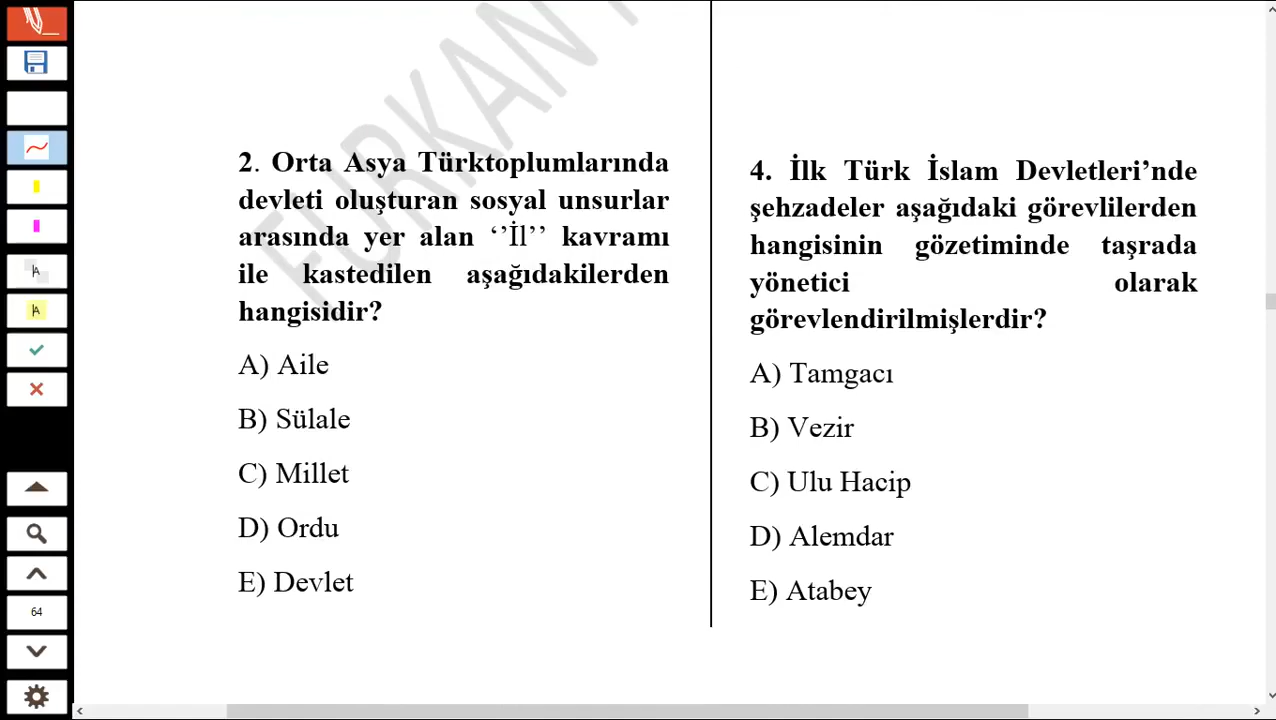 FURKAN
2. Orta Asya Türktoplumlarında
devleti oluşturan sosyal unsurlar
arasında yer alan ‘’İl’’ kavramı
ile kastedilen aşağıdakilerden
hangisidir?
A) Aile
B) Sülale
C) Millet
D) Ordu
E) Devlet
4. İlk Türk İslam Devletleri’nde
şehzadeler aşağıdaki görevlilerden
hangisinin gözetiminde taşrada
yönetici olarak
görevlendirilmişlerdir?
A) Tamgacı
B) Vezir
C) Ulu Hacip
D) Alemdar
E) Atabey
A
A
64